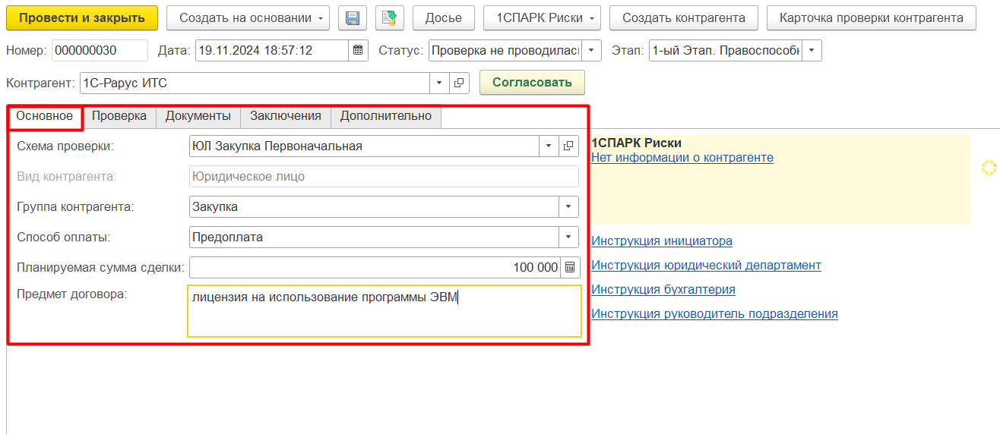 Провести и закрыть Создать на основании Досье 1СПАРК Риски Создать контрагента Карточка проверки контрагента
Номер: 000000030 Дата: 19.11.2024 18:57:12 Статус: Проверка не проводилась Этап: 1-ый Этап. Правоспособн
Контрагент: 1С-Рарус ИТС Согласовать
Основное Проверка Документы Заключения Дополнительно
Схема проверки: ЮЛ Закупка Первоначальная
Вид контрагента: Юридическое лицо
Группа контрагента: Закупка
Способ оплаты: Предоплата
Планируемая сумма сделки: 100 000
Предмет договора: лицензия на использование программы ЭВМ
1СПАРК Риски
Нет информации о контрагенте
Инструкция инициатора
Инструкция юридический департамент
Инструкция бухгалтерия
Инструкция руководитель подразделения